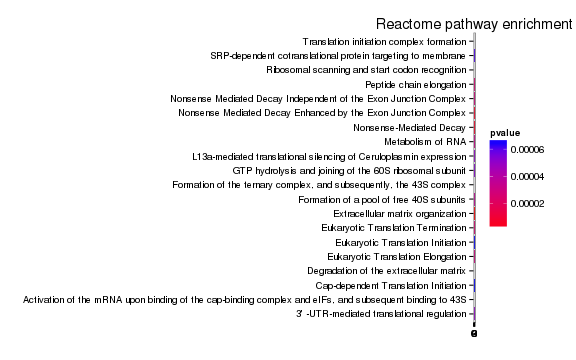 Reactome pathway enrichment
Translation initiation complex formation
SRP-dependent cotranslational protein targeting to membrane
Ribosomal scanning and start codon recognition
Peptide chain elongation
Nonsense Mediated Decay Independent of the Exon Junction Complex
Nonsense Mediated Decay Enhanced by the Exon Junction Complex
Nonsense-Mediated Decay
Metabolism of RNA
L13a-mediated translational silencing of Ceruloplasmin expression
GTP hydrolysis and joining of the 60S ribosomal subunit
Formation of the ternary complex, and subsequently, the 43S complex
Formation of a pool of free 40S subunits
Extracellular matrix organization
Eukaryotic Translation Termination
Eukaryotic Translation Initiation
Eukaryotic Translation Elongation
Degradation of the extracellular matrix
Cap-dependent Translation Initiation
Activation of the mRNA upon binding of the cap-binding complex and eIFs, and subsequent binding to 43S
3' -UTR-mediated translational regulation
pvalue
0.00006
0.00004
0.00002